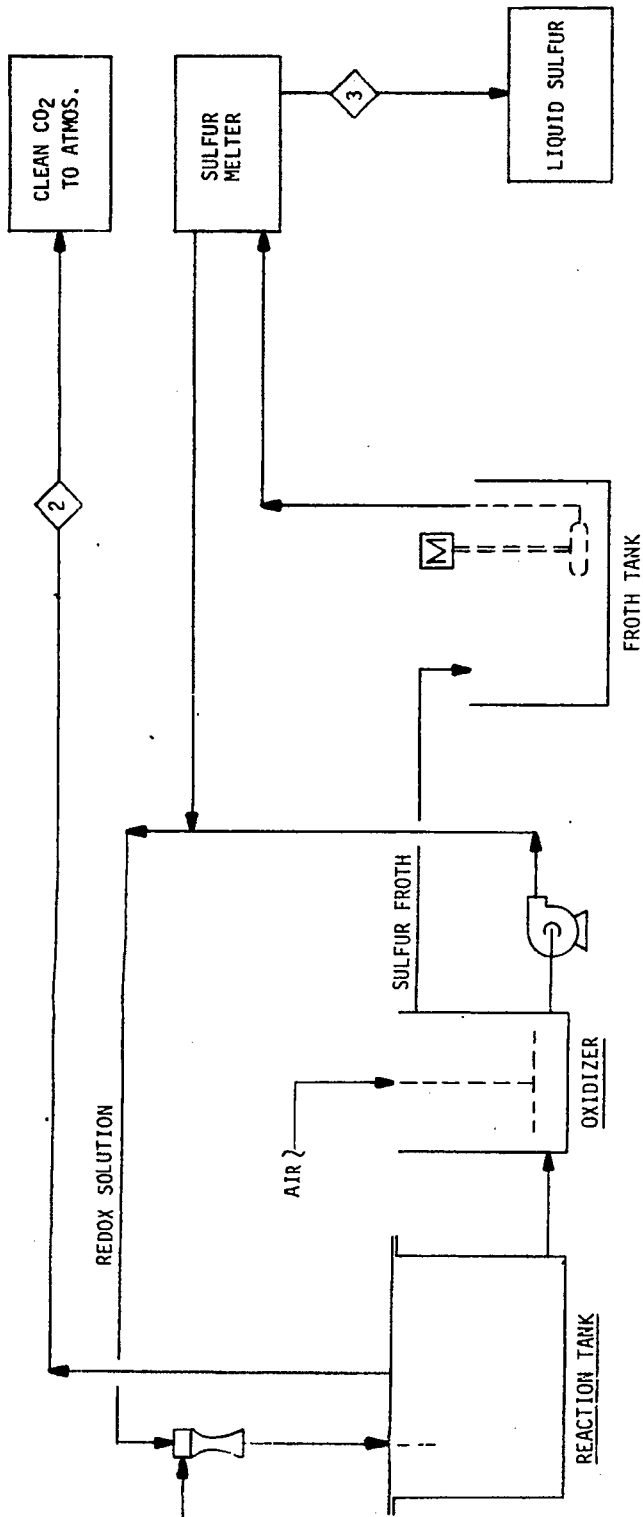 CLEAN CO₂
TO ATMOS.
2
SULFUR
MELTER
3
LIQUID SULFUR
REDOX SOLUTION
AIR
SULFUR FROTH
M
REACTION TANK
OXIDIZER
FROTH TANK